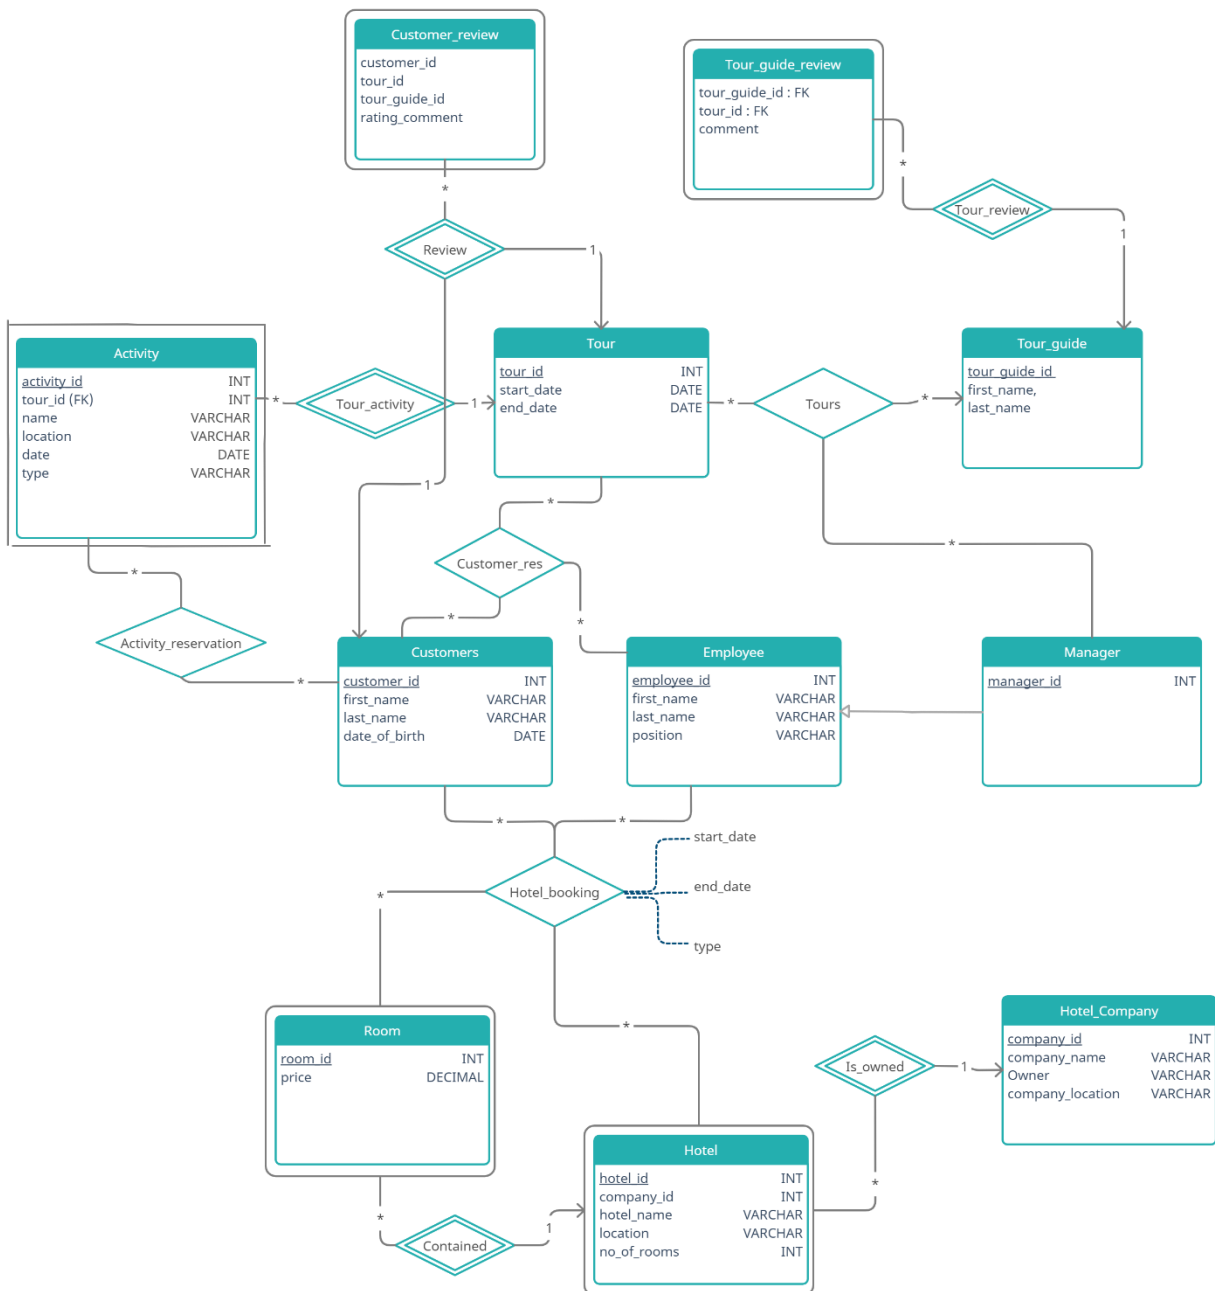 Customer_review
customer_id
tour_id
tour_guide_id
rating_comment
Tour_guide_review
tour_guide_id : FK
tour_id : FK
comment
*
*
Tour_review
1
Review
1
Activity
activity_id INT
tour_id (FK) INT
name VARCHAR
location VARCHAR
date DATE
type VARCHAR
*
Tour_activity
1
Tour
tour_id INT
start_date DATE
end_date DATE
*
Tours
*
Tour_guide
tour_guide_id
first_name,
last_name
1
*
*
Customer_res
*
*
*
Activity_reservation
*
Customers
customer_id INT
first_name VARCHAR
last_name VARCHAR
date_of_birth DATE
Employee
employee_id INT
first_name VARCHAR
last_name VARCHAR
position VARCHAR
Manager
manager_id INT
*
*
Hotel_booking
start_date
end_date
type
*
*
Room
room_id INT
price DECIMAL
Hotel_Company
company_id INT
company_name VARCHAR
Owner VARCHAR
company_location VARCHAR
Is_owned
1
*
Hotel
hotel_id INT
company_id INT
hotel_name VARCHAR
location VARCHAR
no_of_rooms INT
*
Contained
1